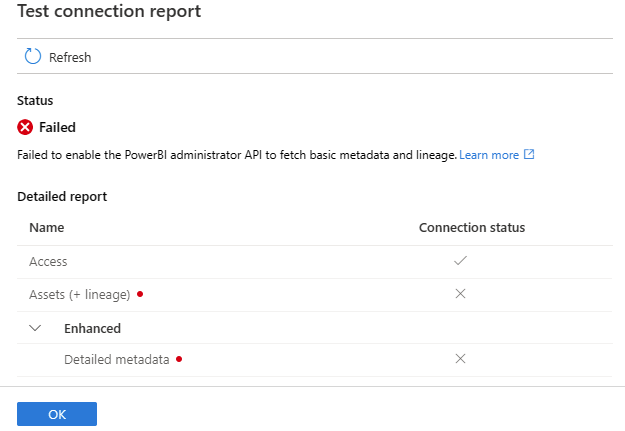 Test connection report
Refresh
Status
Failed
Failed to enable the PowerBI administrator API to fetch basic metadata and lineage. Learn more
Detailed report
Name Connection status
Access
Assets (+ lineage)
Enhanced
Detailed metadata
OK